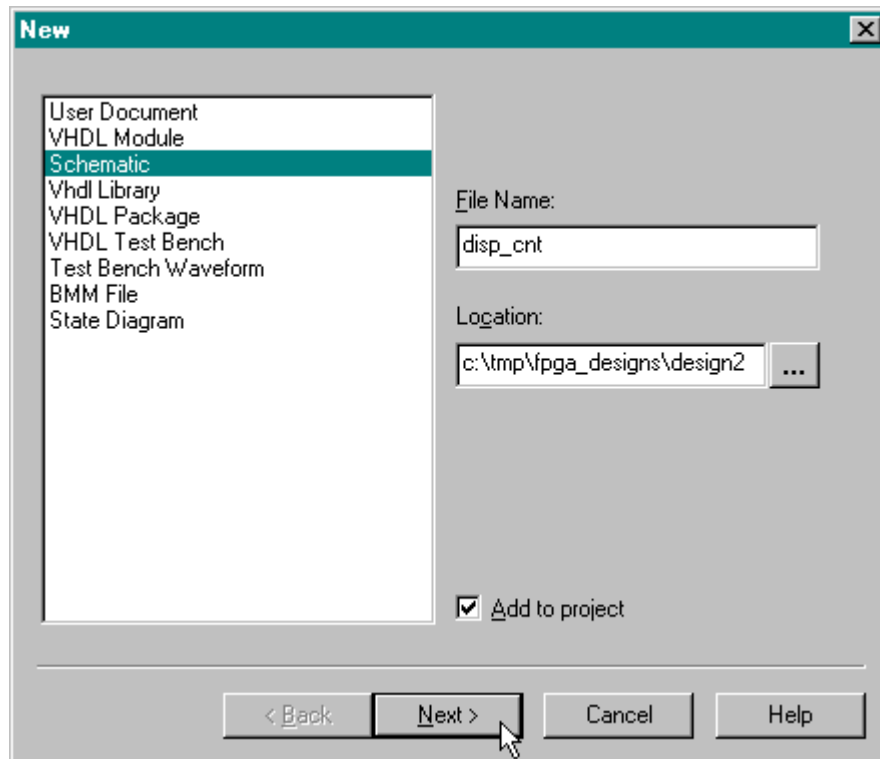 New
User Document
VHDL Module
Schematic
Vhdl Library
VHDL Package
VHDL Test Bench
Test Bench Waveform
BMM File
State Diagram
File Name:
disp_cnt
Location:
c:\tmp\fpga_designs\design2
...
Add to project
< Back
Next >
Cancel
Help